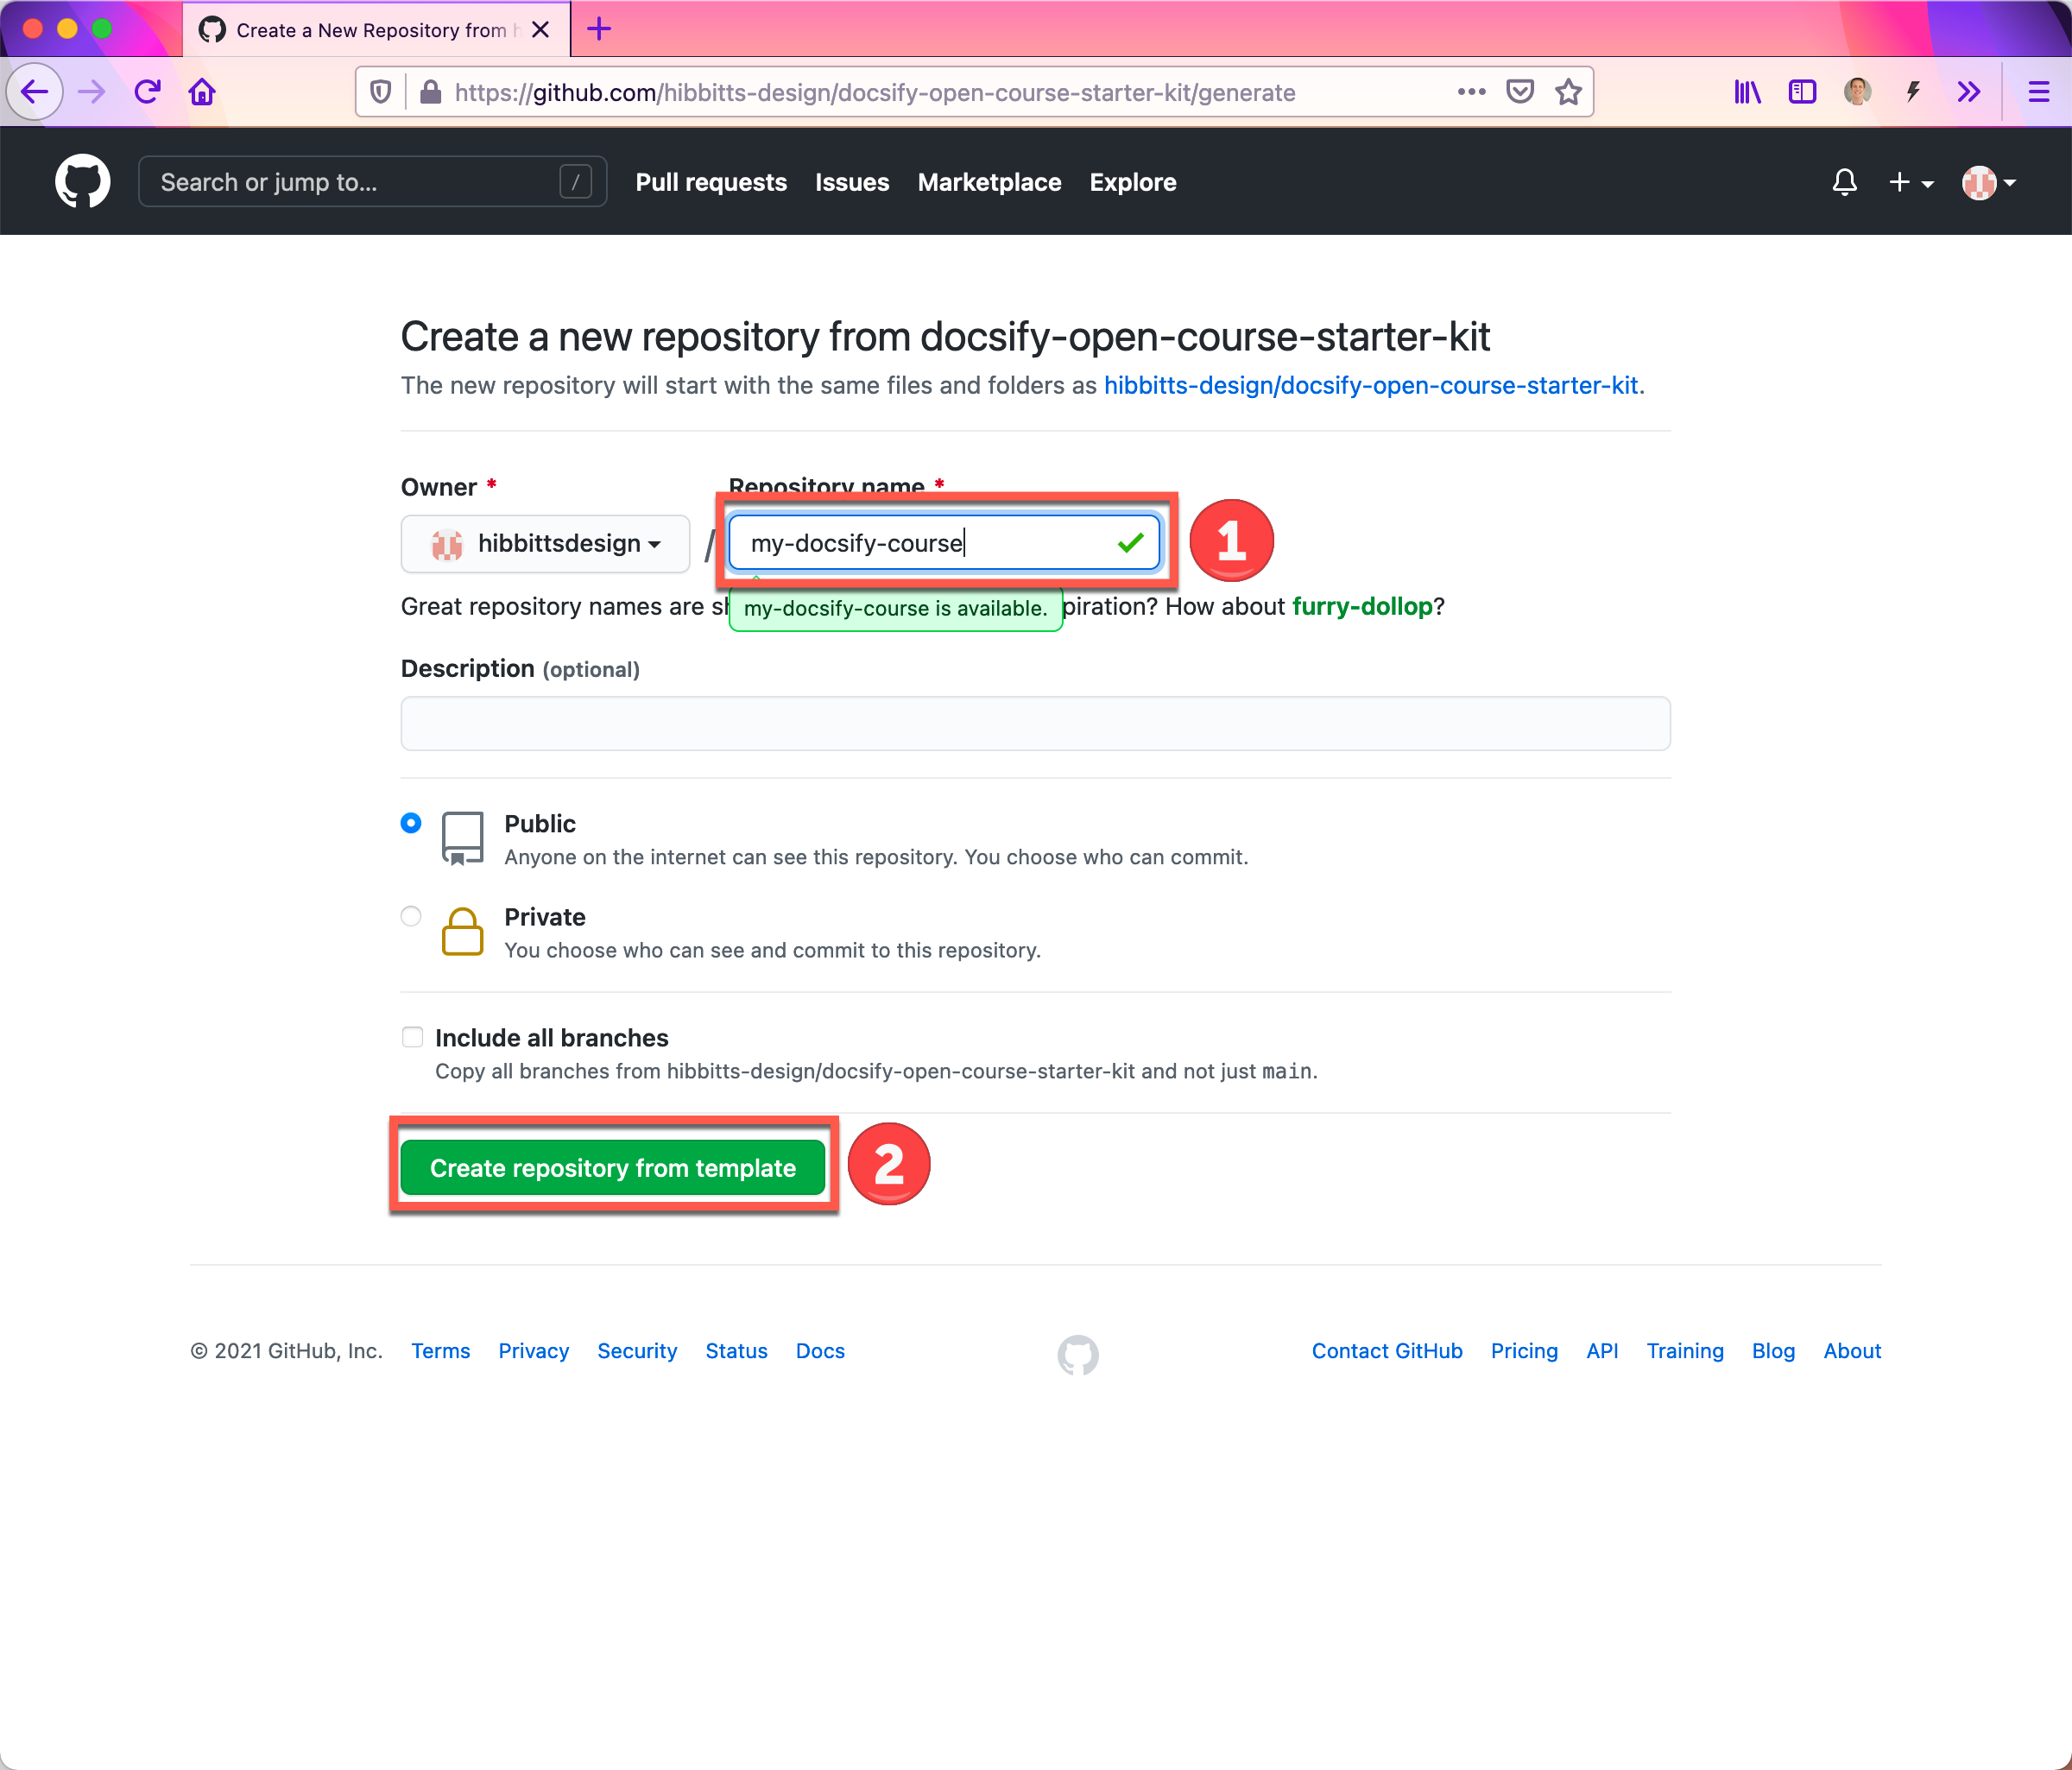 Create a New Repository from
https://github.com/hibbitts-design/docsify-open-course-starter-kit/generate
Search or jump to... /
Pull requests Issues Marketplace Explore
Create a new repository from docsify-open-course-starter-kit
The new repository will start with the same files and folders as hibbitts-design/docsify-open-course-starter-kit.
Owner * Repository name *
hibbittsdesign / my-docsify-course
1
Great repository names are sh my-docsify-course is available. piration? How about furry-dollop?
Description (optional)
Public
Anyone on the internet can see this repository. You choose who can commit.
Private
You choose who can see and commit to this repository.
Include all branches
Copy all branches from hibbitts-design/docsify-open-course-starter-kit and not just main.
Create repository from template
2
© 2021 GitHub, Inc. Terms Privacy Security Status Docs Contact GitHub Pricing API Training Blog About